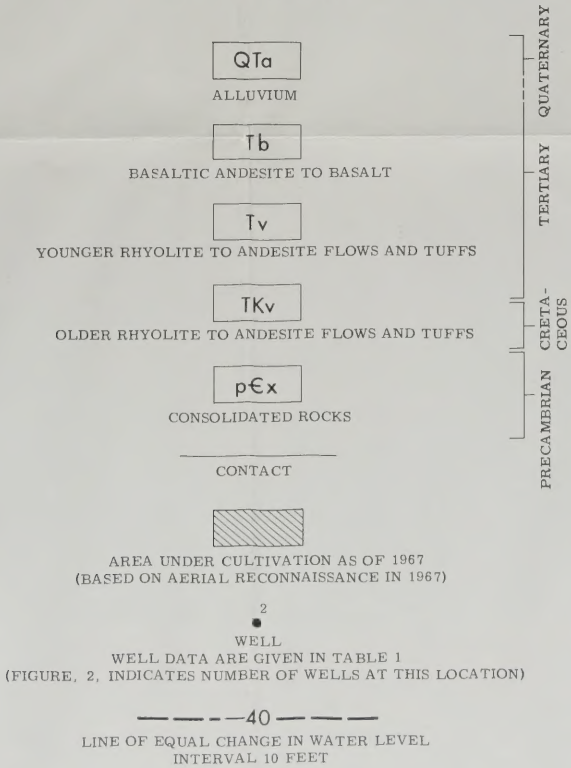 QTa
ALLUVIUM
Tb
BASALTIC ANDESITE TO BASALT
Tv
YOUNGER RHYOLITE TO ANDESITE FLOWS AND TUFFS
TKv
OLDER RHYOLITE TO ANDESITE FLOWS AND TUFFS
p€x
CONSOLIDATED ROCKS
QUATERNARY
TERTIARY
CRETA-
CEOUS
PRECAMBRIAN
CONTACT
AREA UNDER CULTIVATION AS OF 1967
(BASED ON AERIAL RECONNAISSANCE IN 1967)
2
WELL
WELL DATA ARE GIVEN IN TABLE 1
(FIGURE, 2, INDICATES NUMBER OF WELLS AT THIS LOCATION)
40
LINE OF EQUAL CHANGE IN WATER LEVEL
INTERVAL 10 FEET